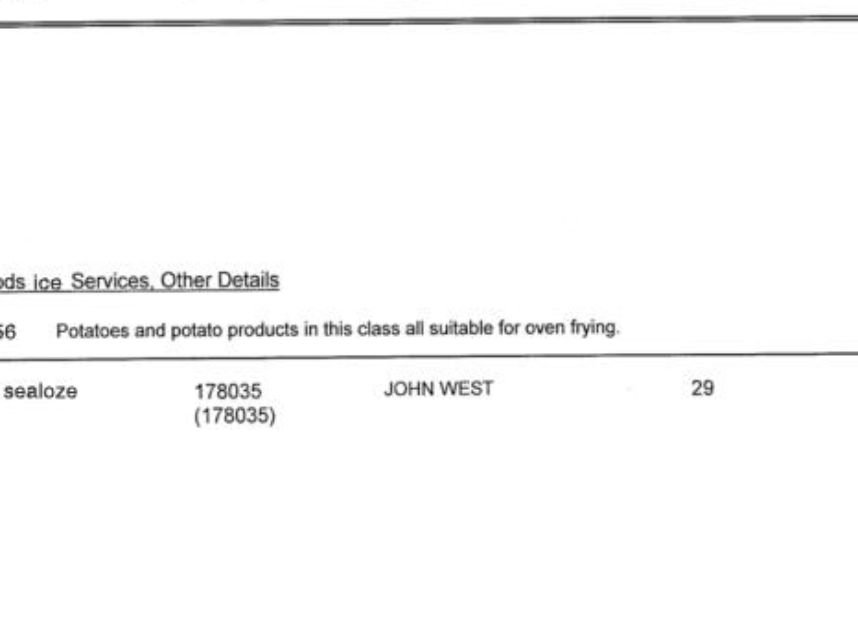 ods ice Services, Other Details
56 Potatoes and potato products in this class all suitable for oven frying.
sealoze 178035 JOHN WEST 29
(178035)